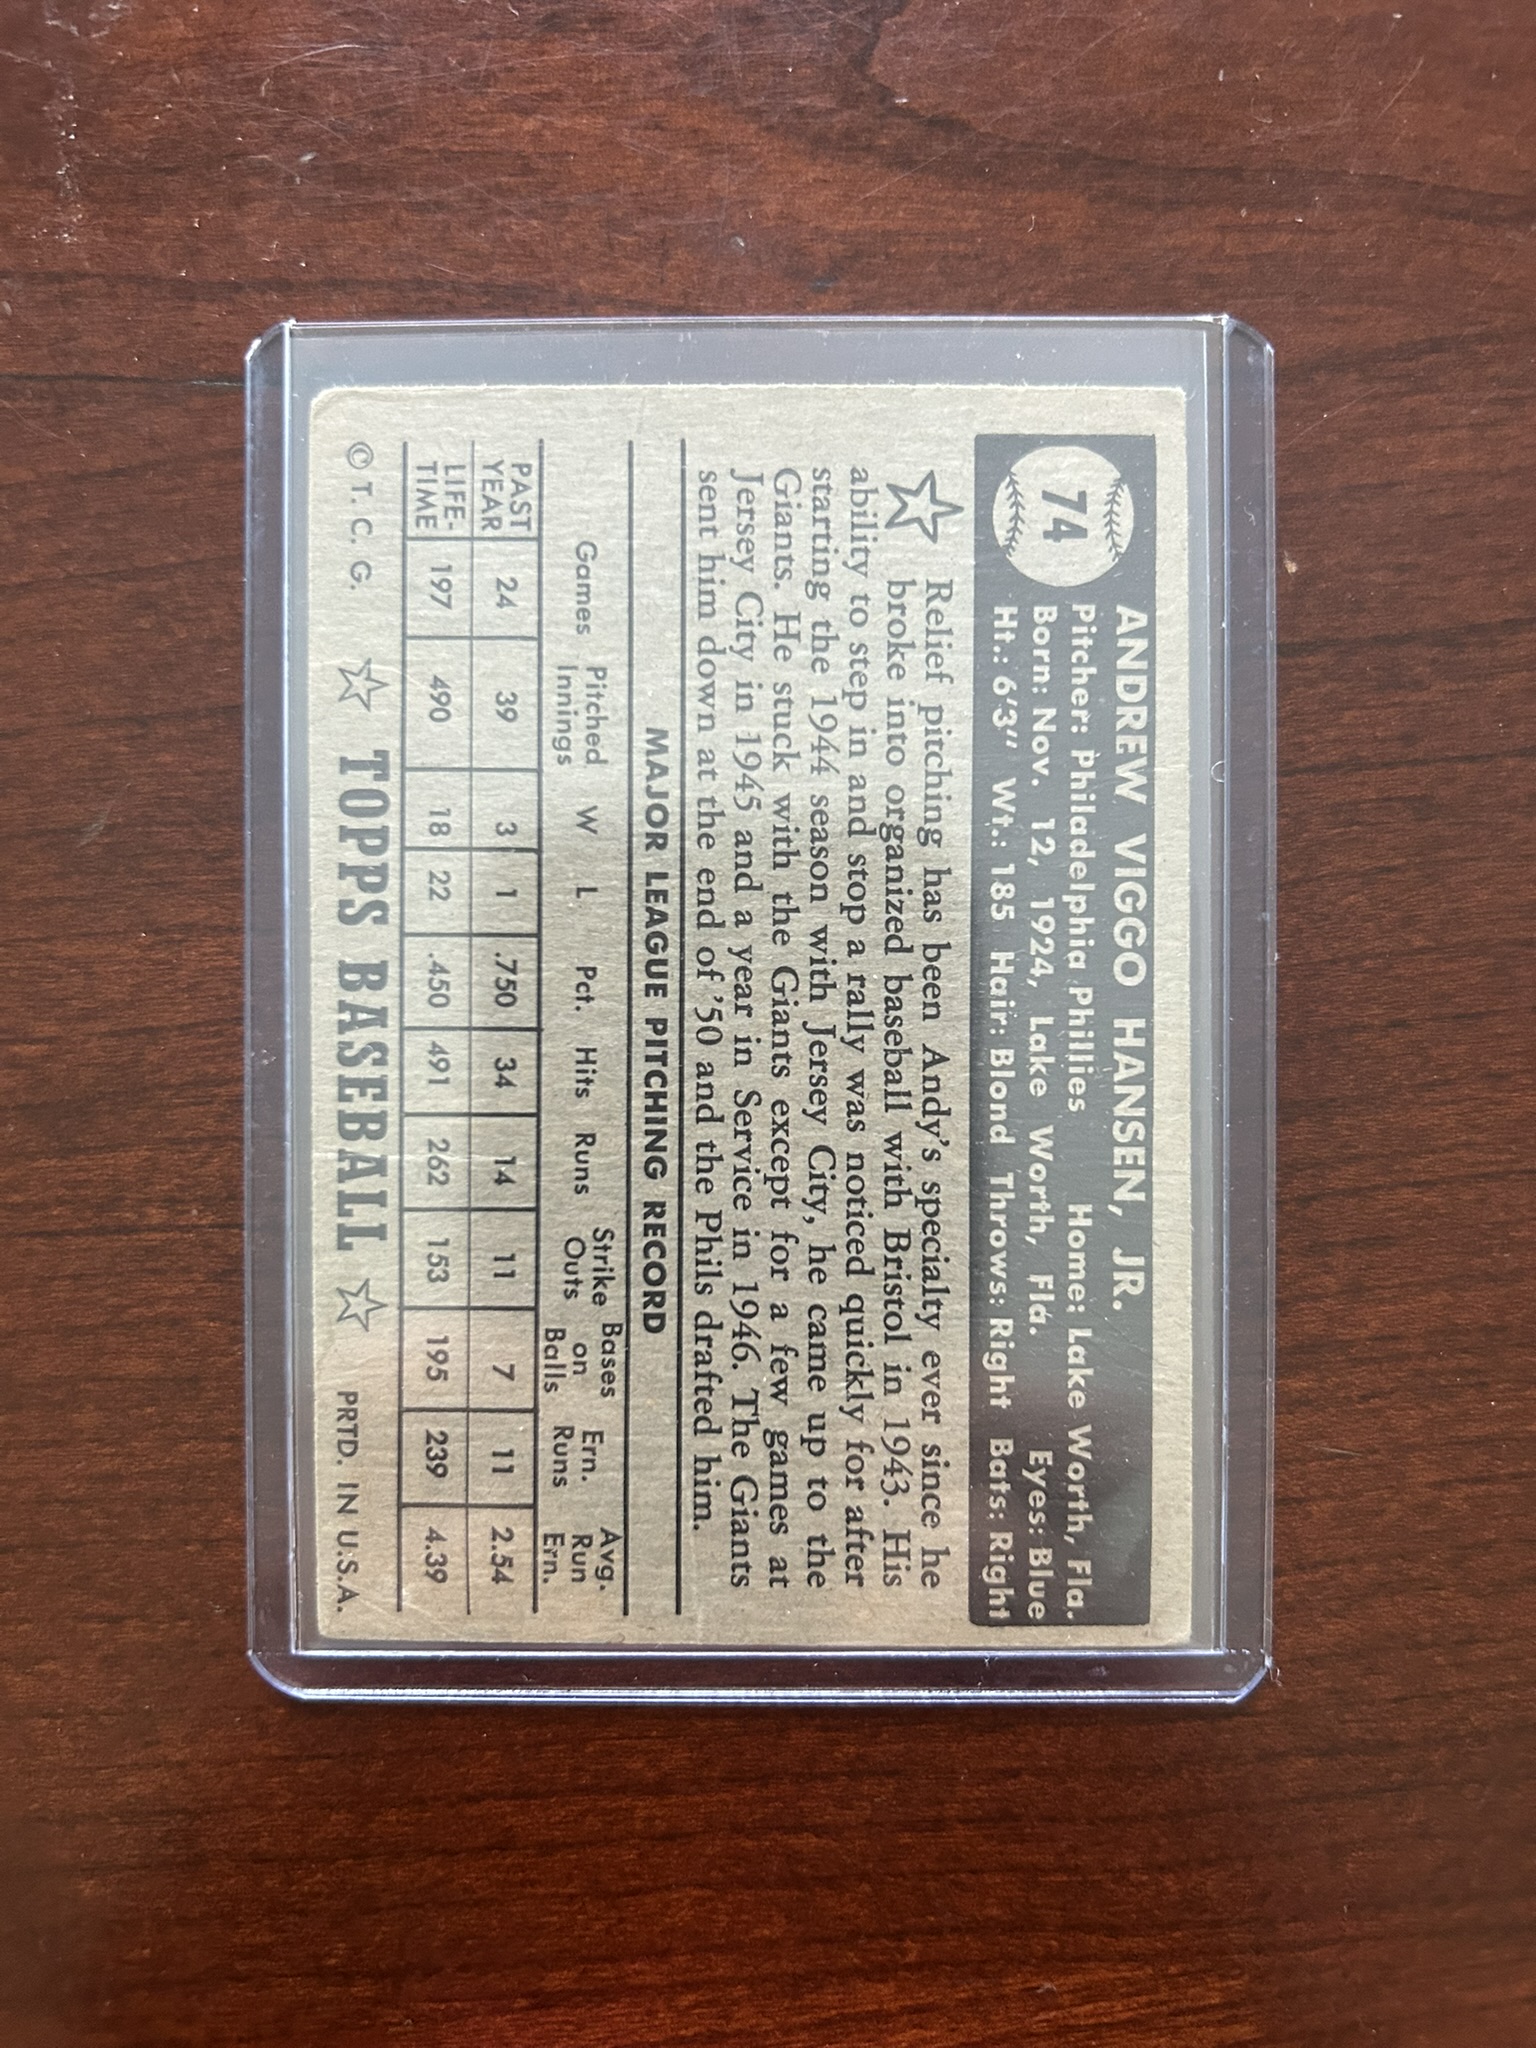 74
ANDREW VIGGO HANSEN, JR.
Pitcher: Philadelphia Phillies Home: Lake Worth, Fla.
Born: Nov. 12, 1924, Lake Worth, Fla. Eyes: Blue
Ht.: 6'3" Wt.: 185 Hair: Blond Throws: Right Bats: Right
Relief pitching has been Andy's specialty ever since he
broke into organized baseball with Bristol in 1943. His
ability to step in and stop a rally was noticed quickly for after
starting the 1944 season with Jersey City, he came up to the
Giants. He stuck with the Giants except for a few games at
Jersey City in 1945 and a year in Service in 1946. The Giants
sent him down at the end of '50 and the Phils drafted him.
MAJOR LEAGUE PITCHING RECORD
Games Pitched Innings W L Pct. Hits Runs Strike Outs Bases on Balls Ern. Runs Avg. Run Ern.
PAST YEAR 24 39 3 1 .750 34 14 11 7 11 2.54
LIFE-TIME 197 490 18 22 .450 491 262 153 195 239 4.39
© T. C. G. TOPPS BASEBALL PRTD. IN U.S.A.